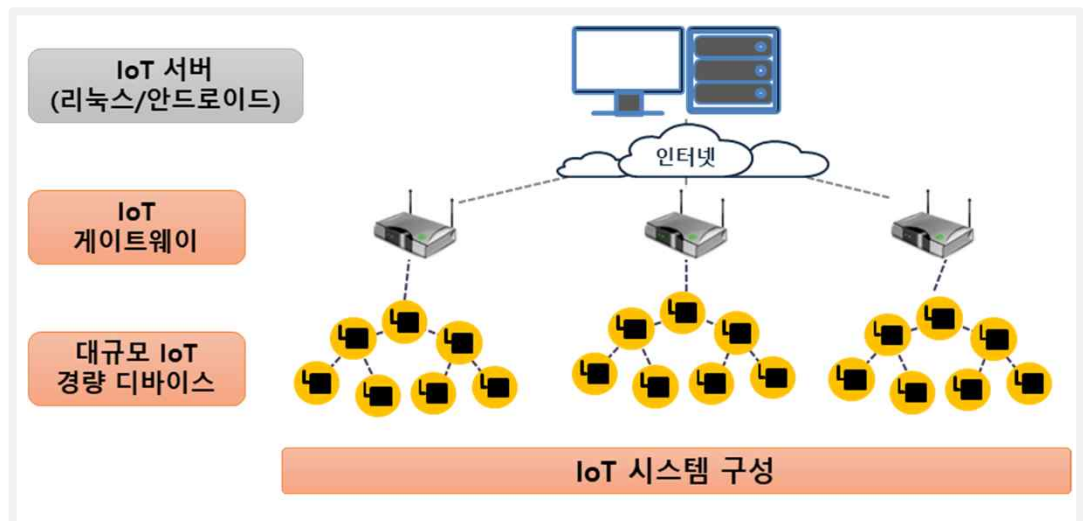 IoT 서버
(리눅스/안드로이드)
인터넷
IoT
게이트웨이
대규모 IoT
경량 디바이스
IoT 시스템 구성